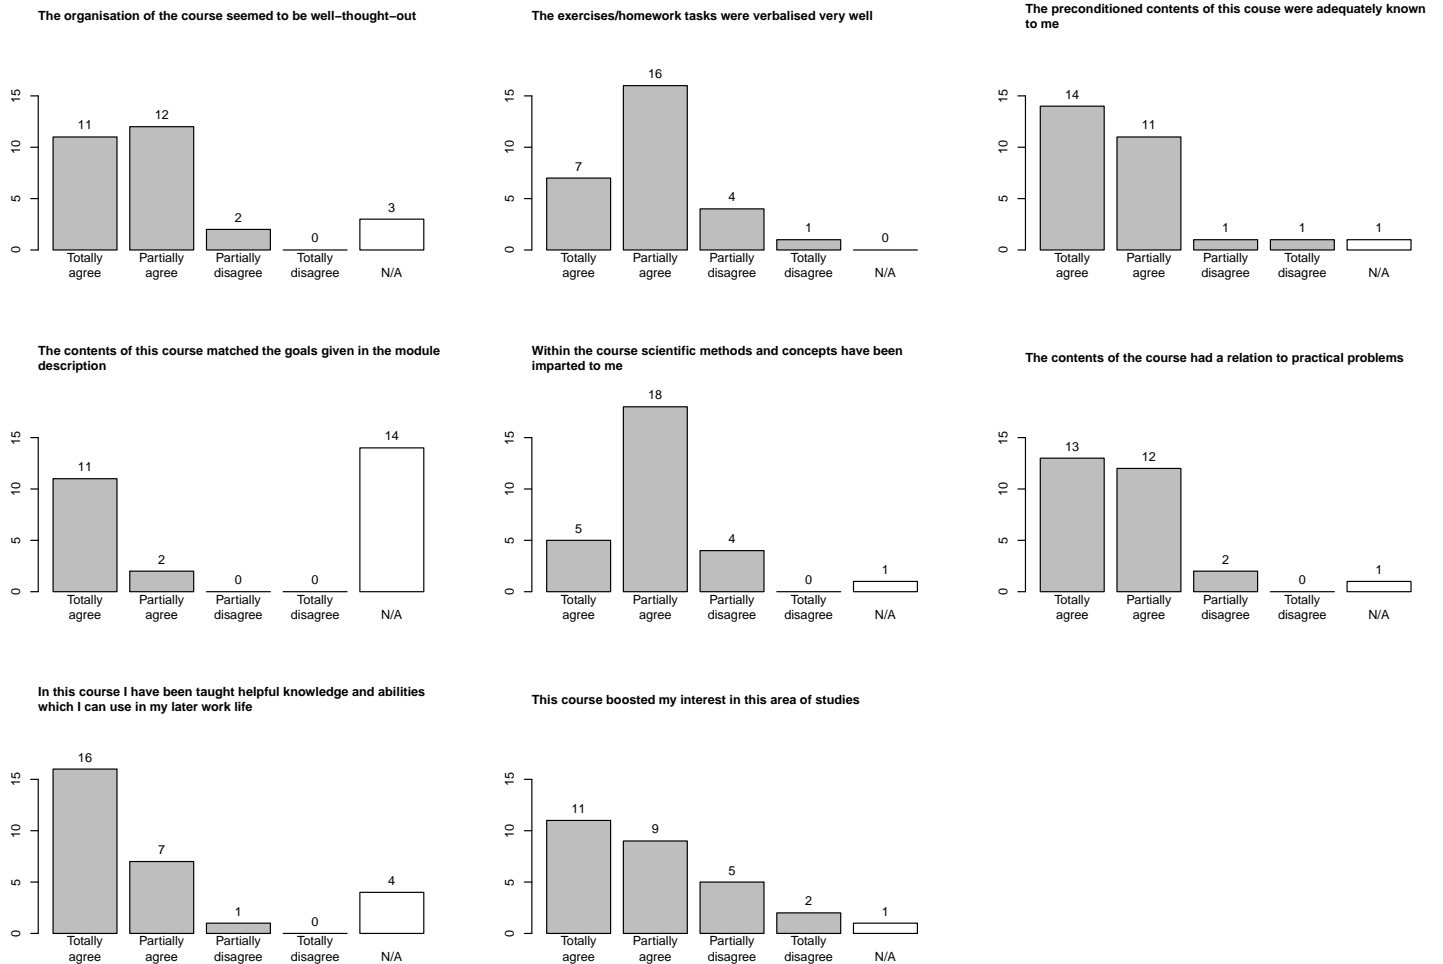 The organisation of the course seemed to be well−thought−out
15
10
5
0
11
12
2
0
3
Totally agree
Partially agree
Partially disagree
Totally disagree
N/A
The exercises/homework tasks were verbalised very well
15
10
5
0
7
16
4
1
0
Totally agree
Partially agree
Partially disagree
Totally disagree
N/A
The preconditioned contents of this couse were adequately known
to me
15
10
5
0
14
11
1
1
1
Totally agree
Partially agree
Partially disagree
Totally disagree
N/A
The contents of this course matched the goals given in the module
description
15
10
5
0
11
2
0
0
14
Totally agree
Partially agree
Partially disagree
Totally disagree
N/A
Within the course scientific methods and concepts have been
imparted to me
15
10
5
0
5
18
4
0
1
Totally agree
Partially agree
Partially disagree
Totally disagree
N/A
The contents of the course had a relation to practical problems
15
10
5
0
13
12
2
0
1
Totally agree
Partially agree
Partially disagree
Totally disagree
N/A
In this course I have been taught helpful knowledge and abilities
which I can use in my later work life
15
10
5
0
16
7
1
0
4
Totally agree
Partially agree
Partially disagree
Totally disagree
N/A
This course boosted my interest in this area of studies
15
10
5
0
11
9
5
2
1
Totally agree
Partially agree
Partially disagree
Totally disagree
N/A